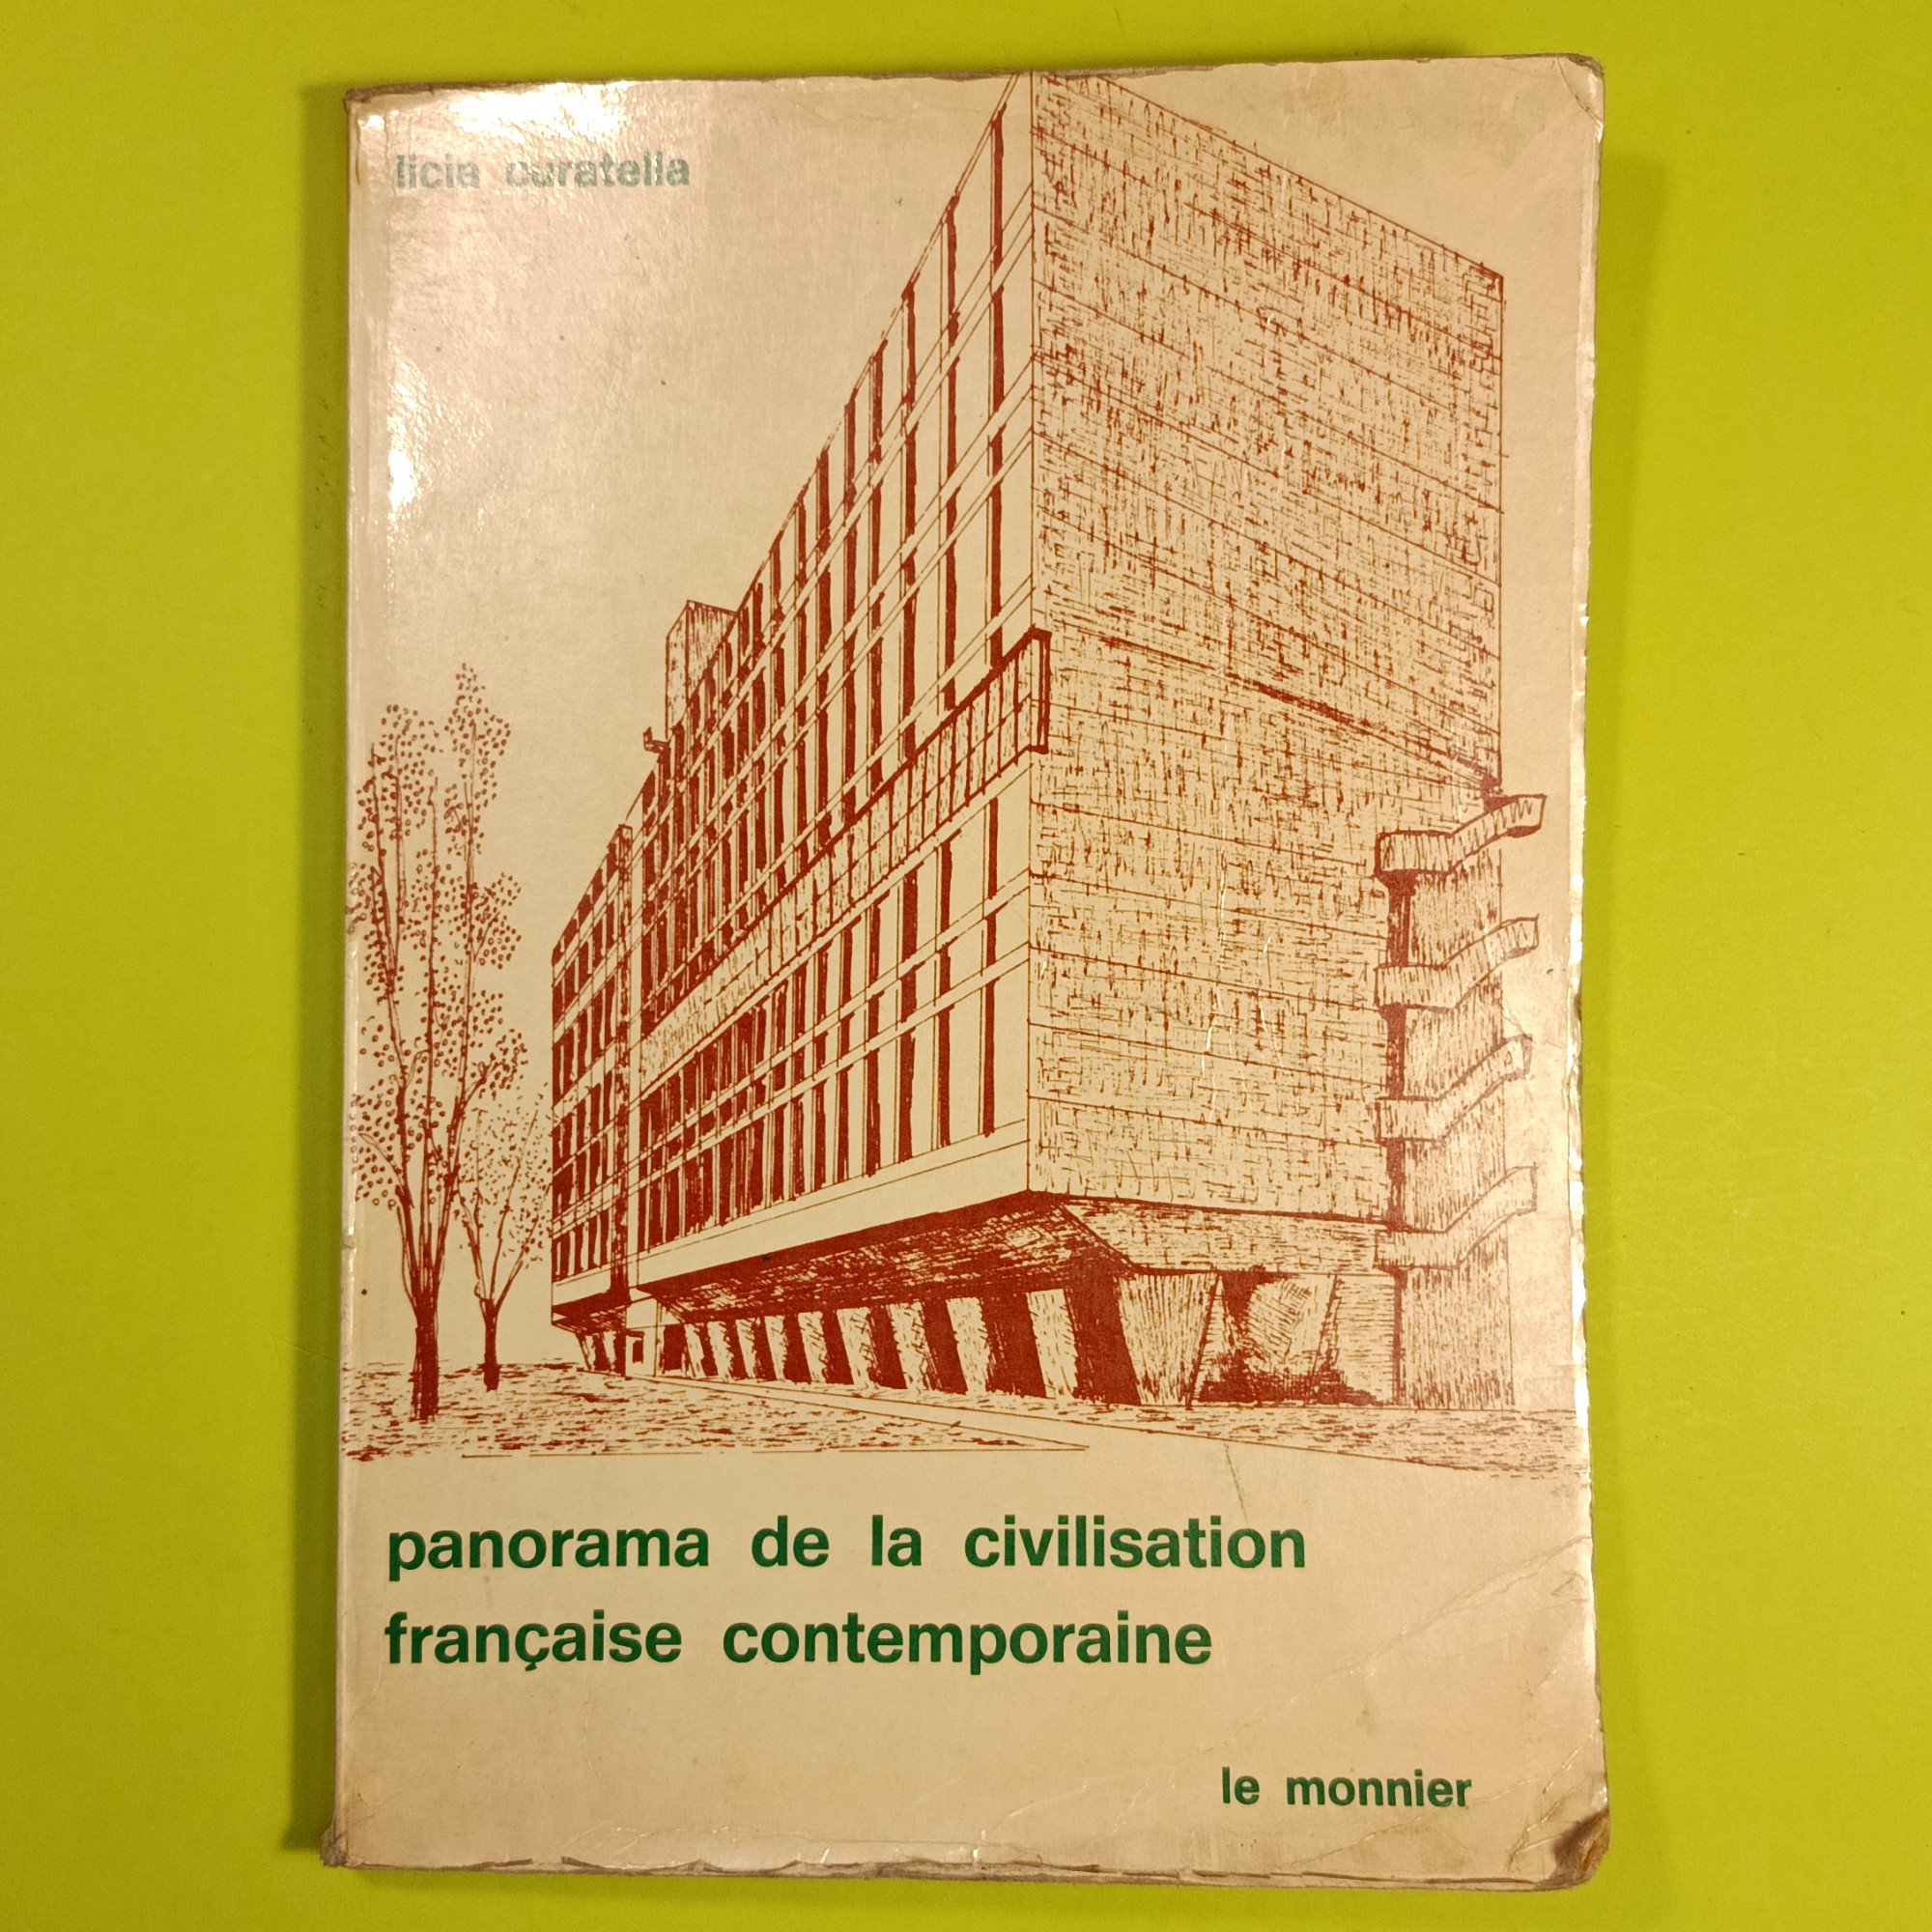 licia curatella
panorama de la civilisation
française contemporaine
le monnier